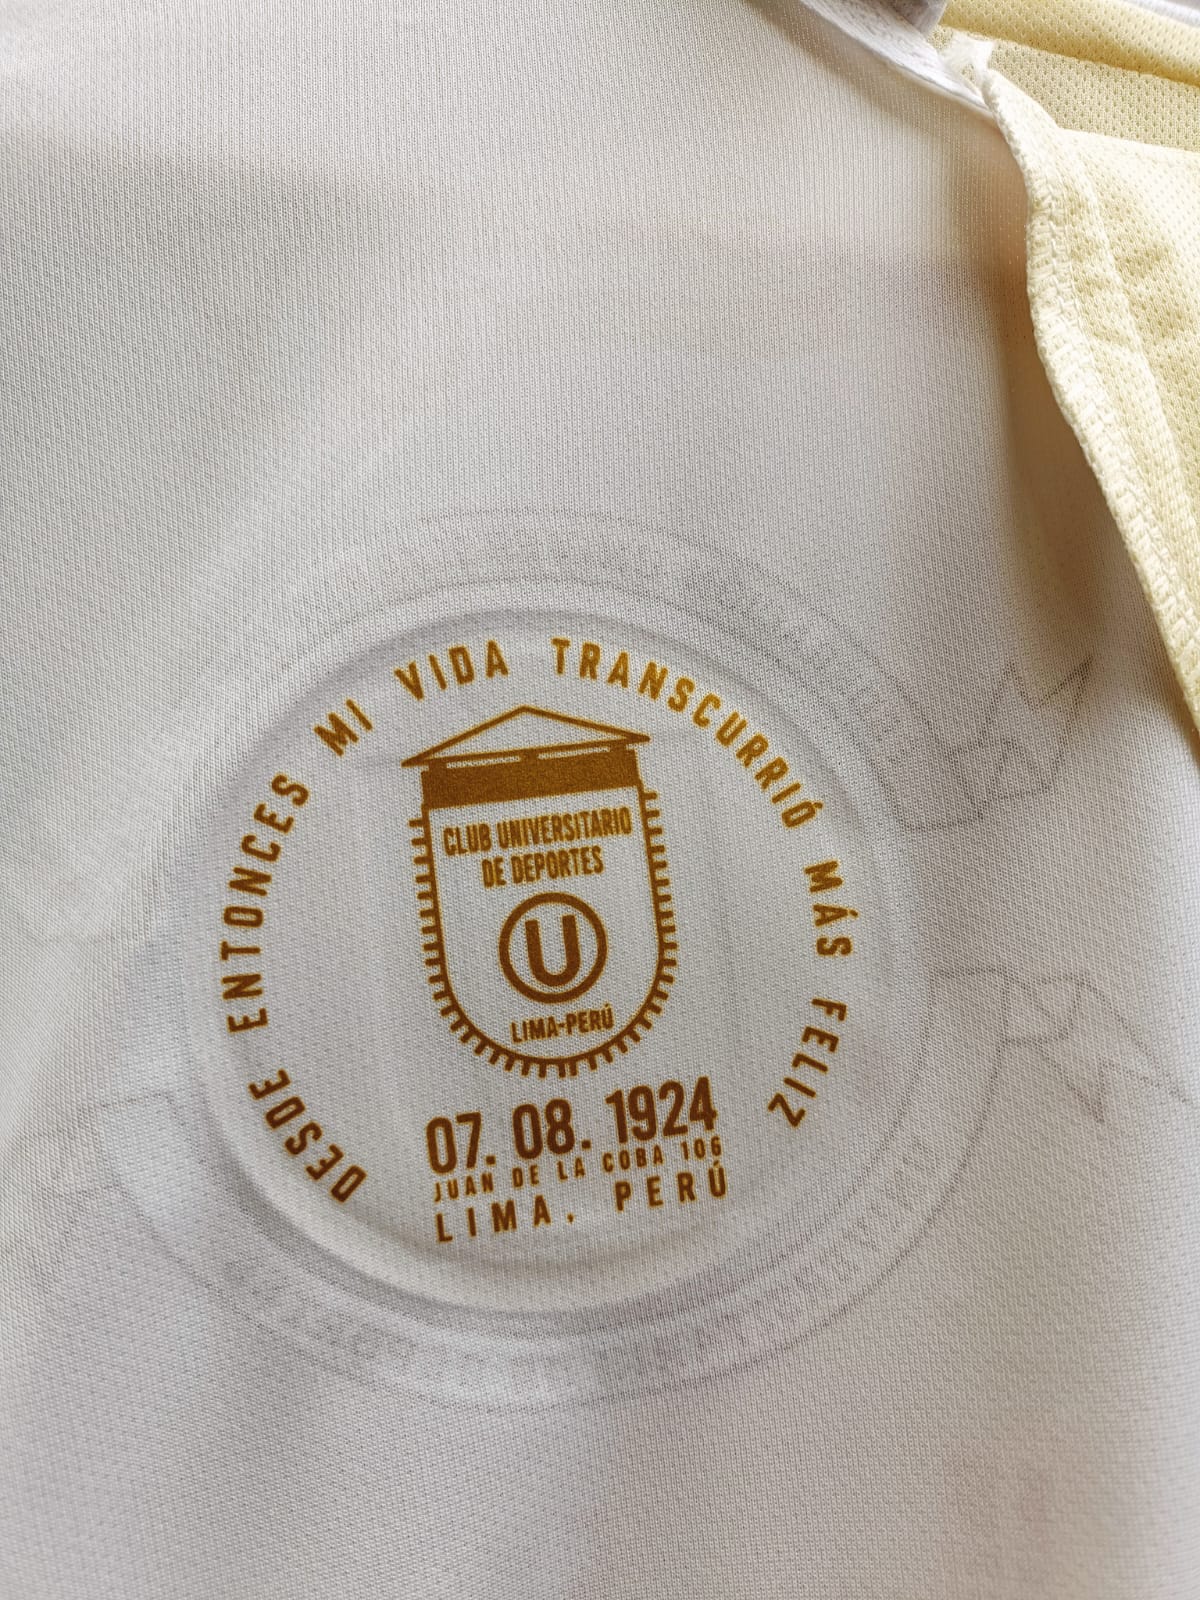 DESDE ENTONCES MI VIDA TRANSCURRIÓ MÁS FELIZ
CLUB UNIVERSITARIO
DE DEPORTES
U
LIMA-PERÚ
07. 08. 1924
JUAN DE LA COBA 106
LIMA, PERÚ